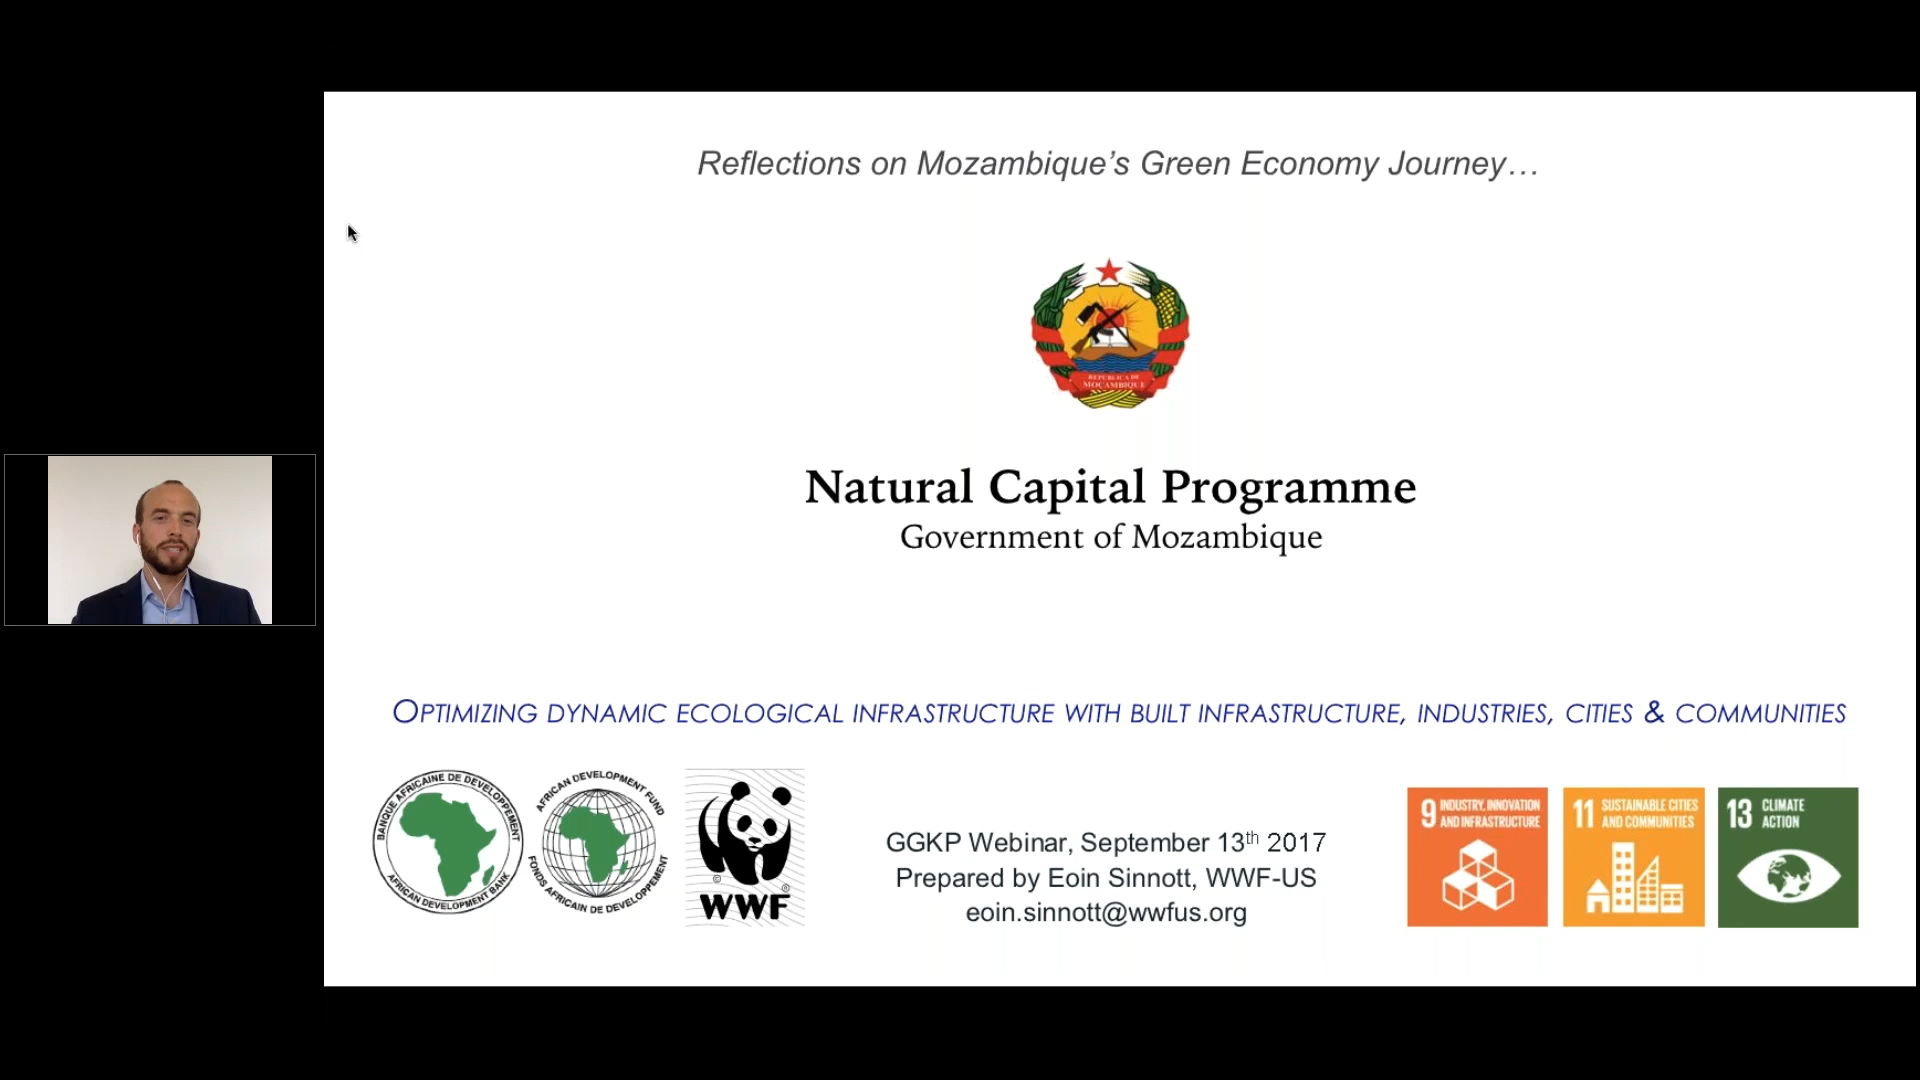 Reflections on Mozambique’s Green Economy Journey…
REPUBLICA DE
MOÇAMBIQUE
Natural Capital Programme
Government of Mozambique
OPTIMIZING DYNAMIC ECOLOGICAL INFRASTRUCTURE WITH BUILT INFRASTRUCTURE, INDUSTRIES, CITIES & COMMUNITIES
BANQUE AFRICAINE DE DEVELOPPEMENT
AFRICAN DEVELOPMENT BANK
AFRICAN DEVELOPMENT FUND
FONDS AFRICAIN DE DEVELOPPEMENT
©
®
WWF
GGKP Webinar, September 13th 2017
Prepared by Eoin Sinnott, WWF-US
eoin.sinnott@wwfus.org
9 INDUSTRY, INNOVATION
AND INFRASTRUCTURE
11 SUSTAINABLE CITIES
AND COMMUNITIES
13 CLIMATE
ACTION